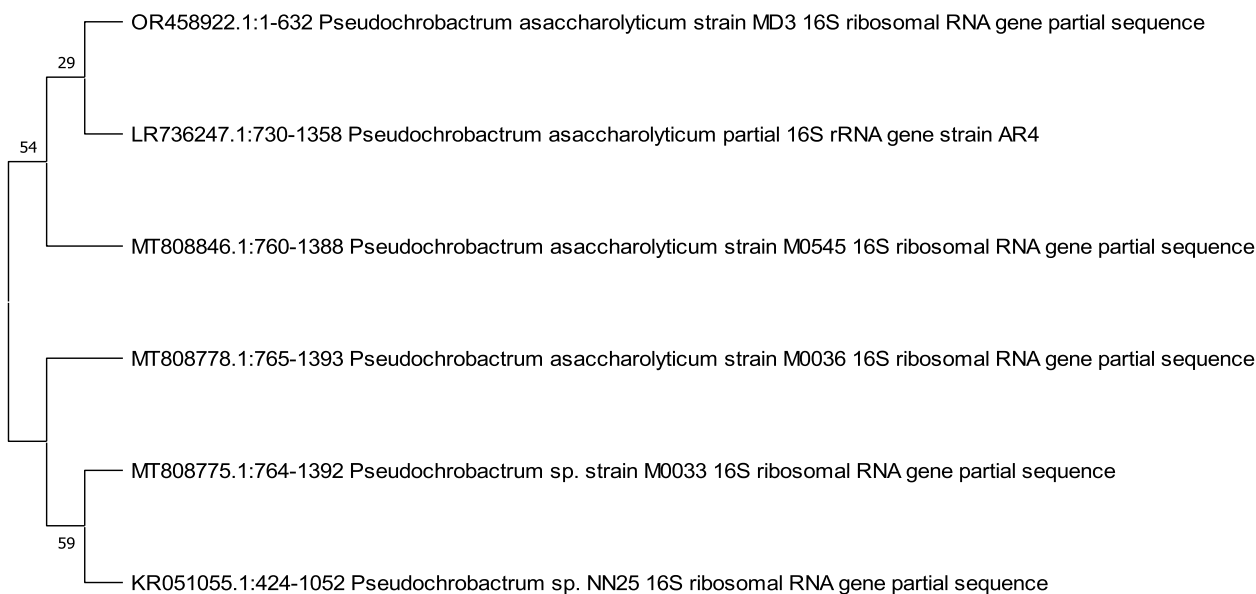 OR458922.1:1-632 Pseudochrobactrum asaccharolyticum strain MD3 16S ribosomal RNA gene partial sequence
29
LR736247.1:730-1358 Pseudochrobactrum asaccharolyticum partial 16S rRNA gene strain AR4
54
MT808846.1:760-1388 Pseudochrobactrum asaccharolyticum strain M0545 16S ribosomal RNA gene partial sequence
MT808778.1:765-1393 Pseudochrobactrum asaccharolyticum strain M0036 16S ribosomal RNA gene partial sequence
MT808775.1:764-1392 Pseudochrobactrum sp. strain M0033 16S ribosomal RNA gene partial sequence
59
KR051055.1:424-1052 Pseudochrobactrum sp. NN25 16S ribosomal RNA gene partial sequence